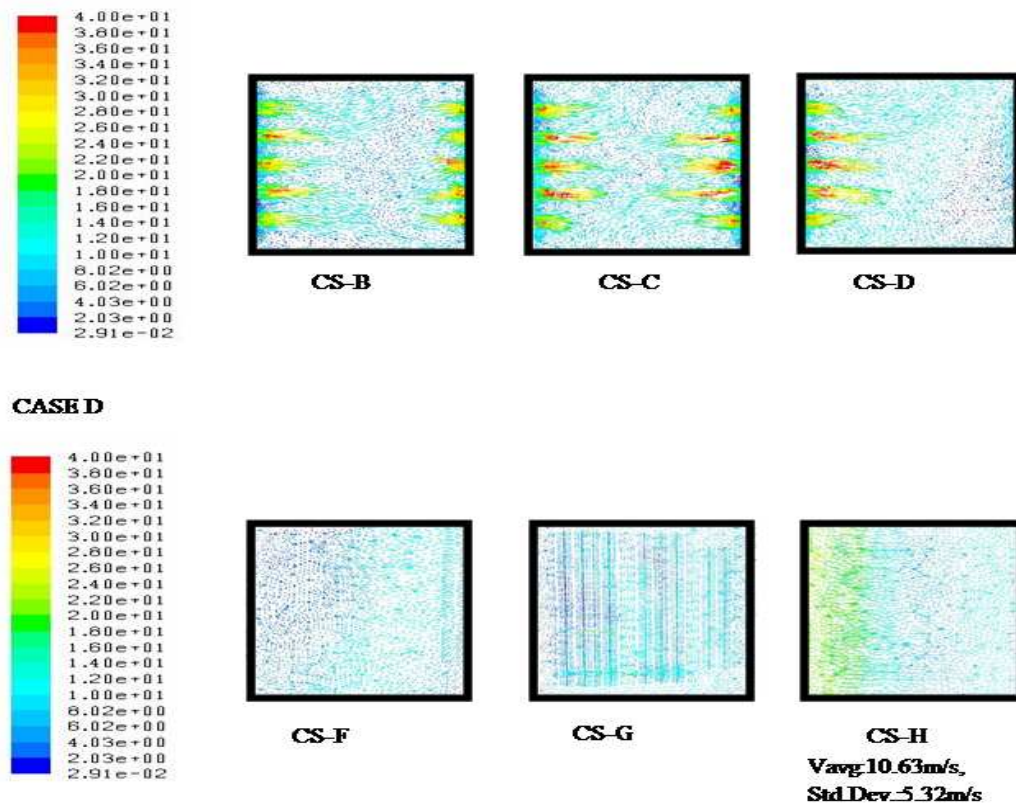 4.00e+01
3.80e+01
3.60e+01
3.40e+01
3.20e+01
3.00e+01
2.80e+01
2.60e+01
2.40e+01
2.20e+01
2.00e+01
1.80e+01
1.60e+01
1.40e+01
1.20e+01
1.00e+01
8.02e+00
6.02e+00
4.03e+00
2.03e+00
2.91e-02
CS-B
CS-C
CS-D
CASE D
4.00e+01
3.80e+01
3.60e+01
3.40e+01
3.20e+01
3.00e+01
2.80e+01
2.60e+01
2.40e+01
2.20e+01
2.00e+01
1.80e+01
1.60e+01
1.40e+01
1.20e+01
1.00e+01
8.02e+00
6.02e+00
4.03e+00
2.03e+00
2.91e-02
CS-F
CS-G
CS-H
Vavg:10.63m/s,
Std.Dev.:5.32m/s